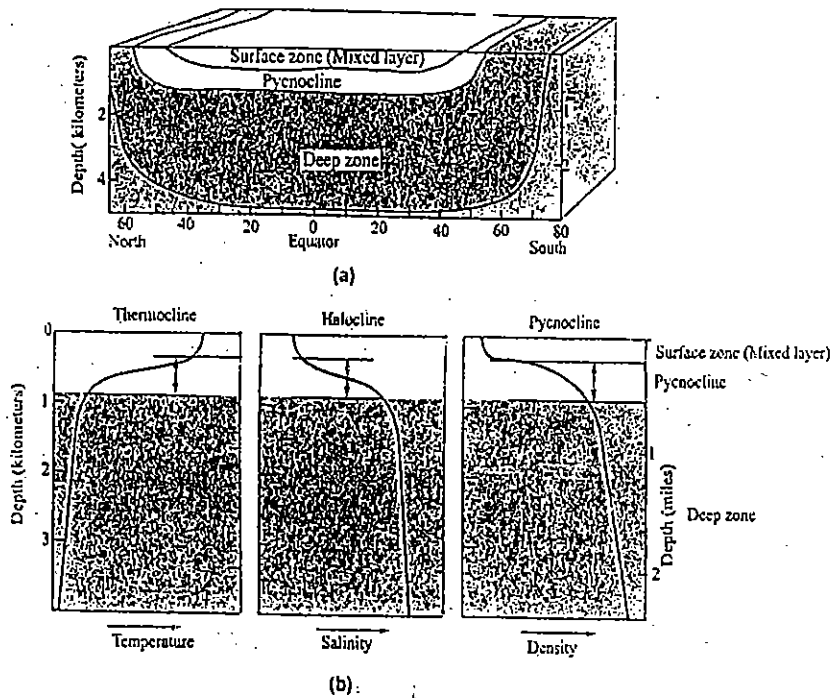 Surface zone (Mixed layer)
Pycnocline
Deep zone
Depth( kilometers)
2
4
60 40 20 0 20 40 60 80
North Equator South
(a)
Thermocline Halocline Pycnocline
0
1
2
3
Depth (kilometers)
Surface zone (Mixed layer)
Pycnocline
1
2
Depth (miles)
Deep zone
Temperature Salinity Density
(b)